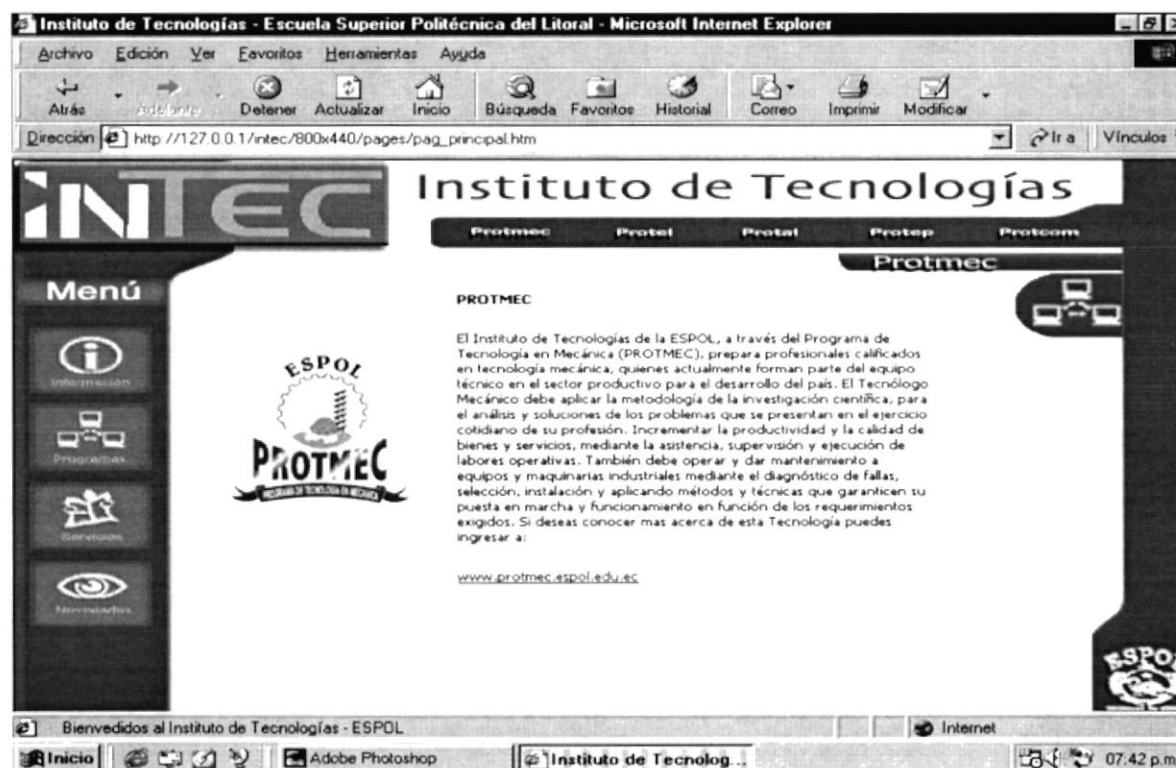 Instituto de Tecnologías - Escuela Superior Politécnica del Litoral - Microsoft Internet Explorer
Archivo Edición Ver Favoritos Herramientas Ayuda
Atrás Adelante Detener Actualizar Inicio Búsqueda Favoritos Historial Correo Imprimir Modificar
Dirección http://127.0.0.1/intec/800x440/pages/pag_principal.htm Ir a Vínculos
iNTEC
Instituto de Tecnologías
Protmec Protel Protal Protep Protcom
Protmec
Menú
Información
Programas
Servicios
Novedades
ESPOL
PROTMEC
PROGRAMA DE TECNOLOGIA EN MECANICA
PROTMEC
El Instituto de Tecnologías de la ESPOL, a través del Programa de
Tecnología en Mecánica (PROTMEC), prepara profesionales calificados
en tecnología mecánica, quienes actualmente forman parte del equipo
técnico en el sector productivo para el desarrollo del país. El Tecnólogo
Mecánico debe aplicar la metodología de la investigación científica, para
el análisis y soluciones de los problemas que se presentan en el ejercicio
cotidiano de su profesión. Incrementar la productividad y la calidad de
bienes y servicios, mediante la asistencia, supervisión y ejecución de
labores operativas. También debe operar y dar mantenimiento a
equipos y maquinarias industriales mediante el diagnóstico de fallas,
selección, instalación y aplicando métodos y técnicas que garanticen su
puesta en marcha y funcionamiento en función de los requerimientos
exigidos. Si deseas conocer mas acerca de esta Tecnología puedes
ingresar a:
www.protmec.espol.edu.ec
ESPOL
Bienvedidos al Instituto de Tecnologías - ESPOL Internet
Inicio Adobe Photoshop Instituto de Tecnolog... 07:42 p.m.